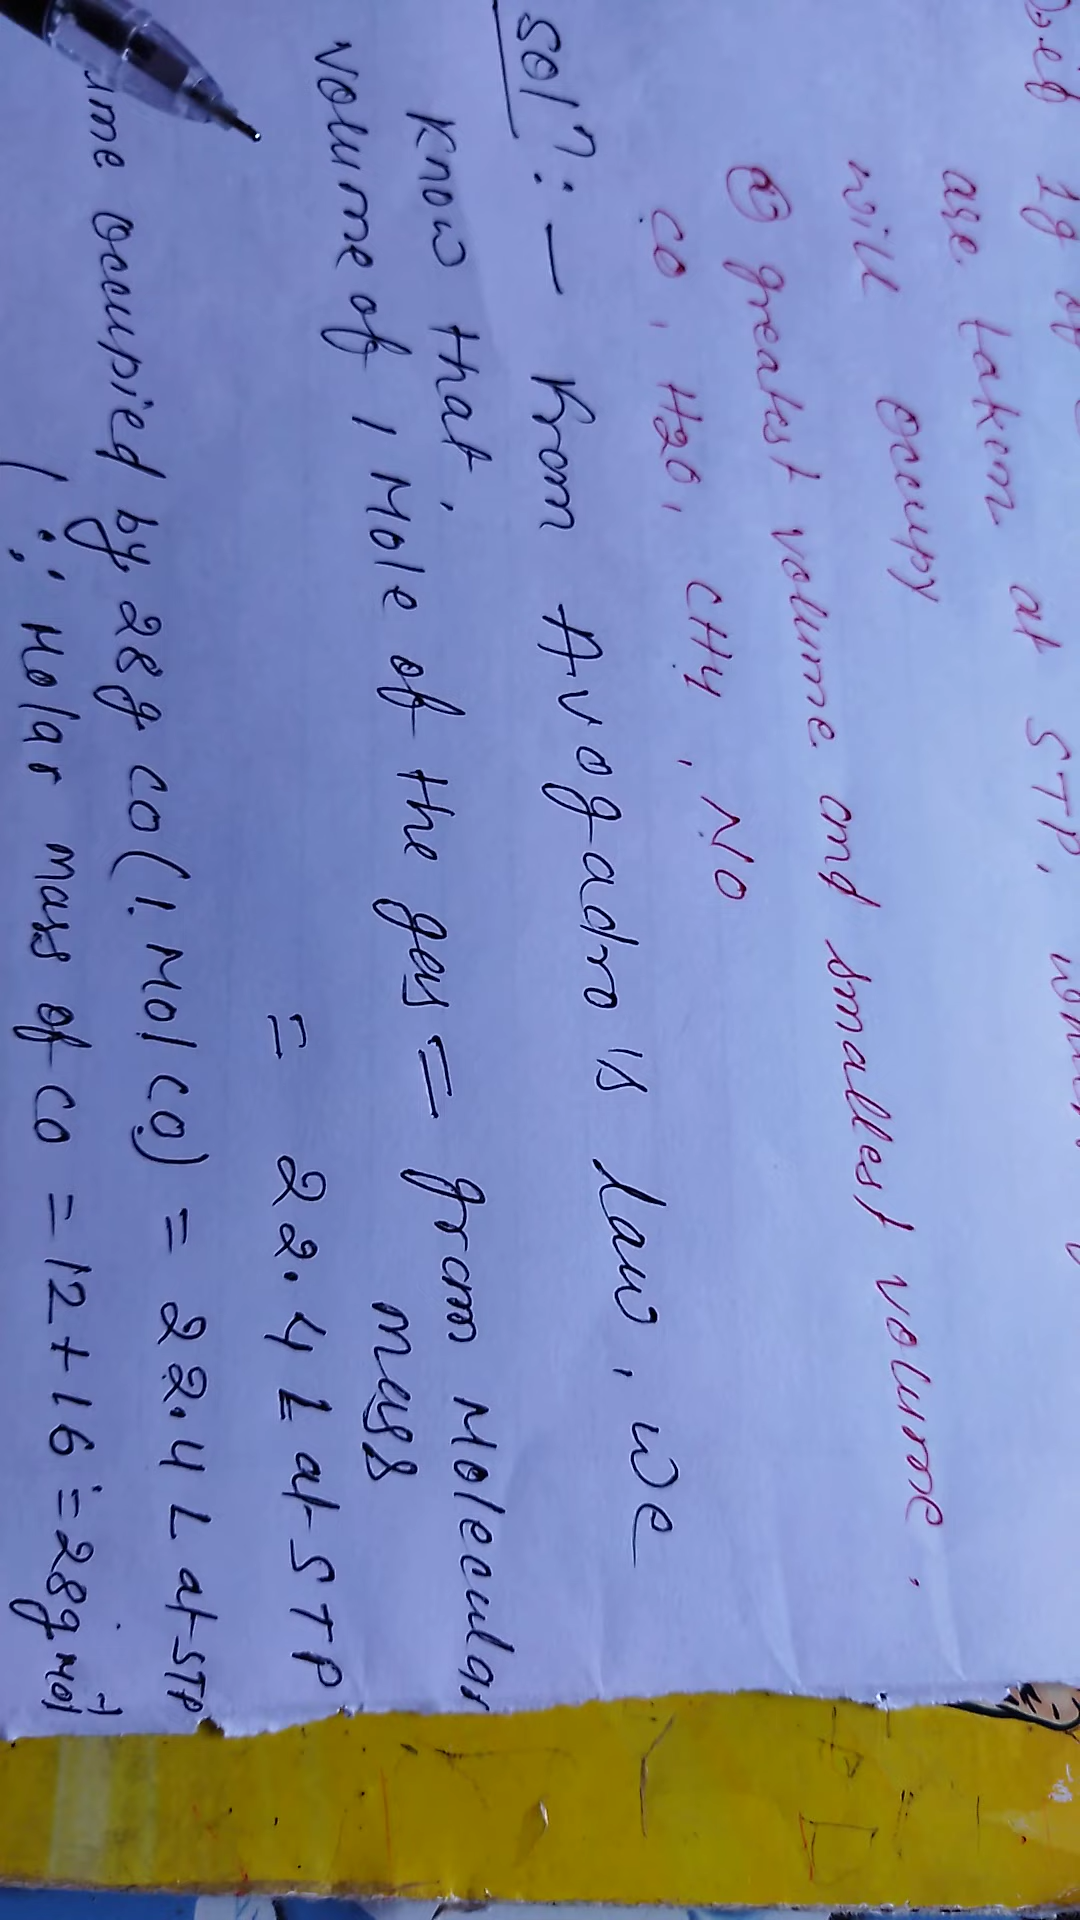 1g of
are taken at STP,
will occupy
@ greatest volume and smallest volume.
CO, H2O, CH4, NO
Sol?:- From Avogadro's law, we
Know that,
Volume of 1 Mole of the gas = gram Molecular
mass
= 22.4 L at STP
ume occupied by 28g CO (1. Mol CO) = 22.4 L at STP
(∵ Molar mass of CO = 12 + 16 = 28g mol⁻¹